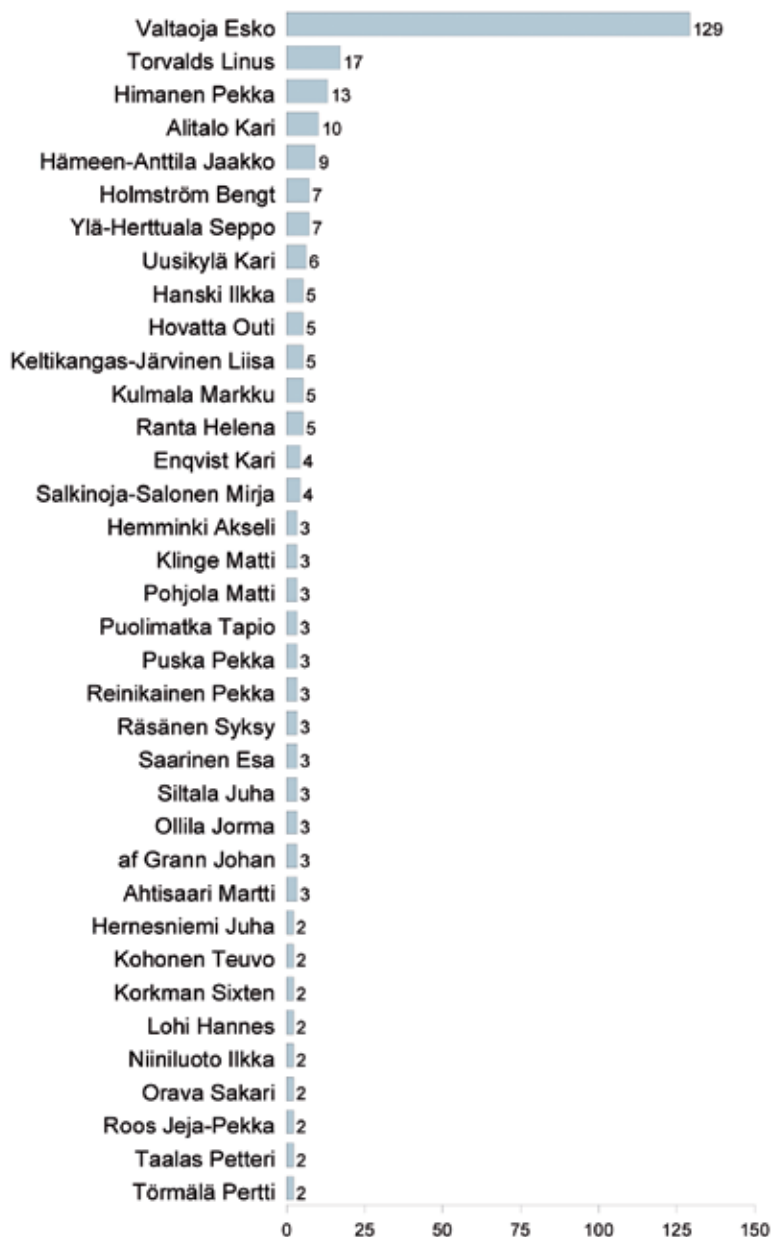 Valtaoja Esko 129
Torvalds Linus 17
Himanen Pekka 13
Alitalo Kari 10
Hämeen-Anttila Jaakko 9
Holmström Bengt 7
Ylä-Herttuala Seppo 7
Uusikylä Kari 6
Hanski Ilkka 5
Hovatta Outi 5
Keltikangas-Järvinen Liisa 5
Kulmala Markku 5
Ranta Helena 5
Enqvist Kari 4
Salkinoja-Salonen Mirja 4
Hemminki Akseli 3
Klinge Matti 3
Pohjola Matti 3
Puolimatka Tapio 3
Puska Pekka 3
Reinikainen Pekka 3
Räsänen Syksy 3
Saarinen Esa 3
Siltala Juha 3
Ollila Jorma 3
af Grann Johan 3
Ahtisaari Martti 3
Hernesniemi Juha 2
Kohonen Teuvo 2
Korkman Sixten 2
Lohi Hannes 2
Niiniluoto Ilkka 2
Orava Sakari 2
Roos Jeja-Pekka 2
Taalas Petteri 2
Törmälä Pertti 2
0 25 50 75 100 125 150